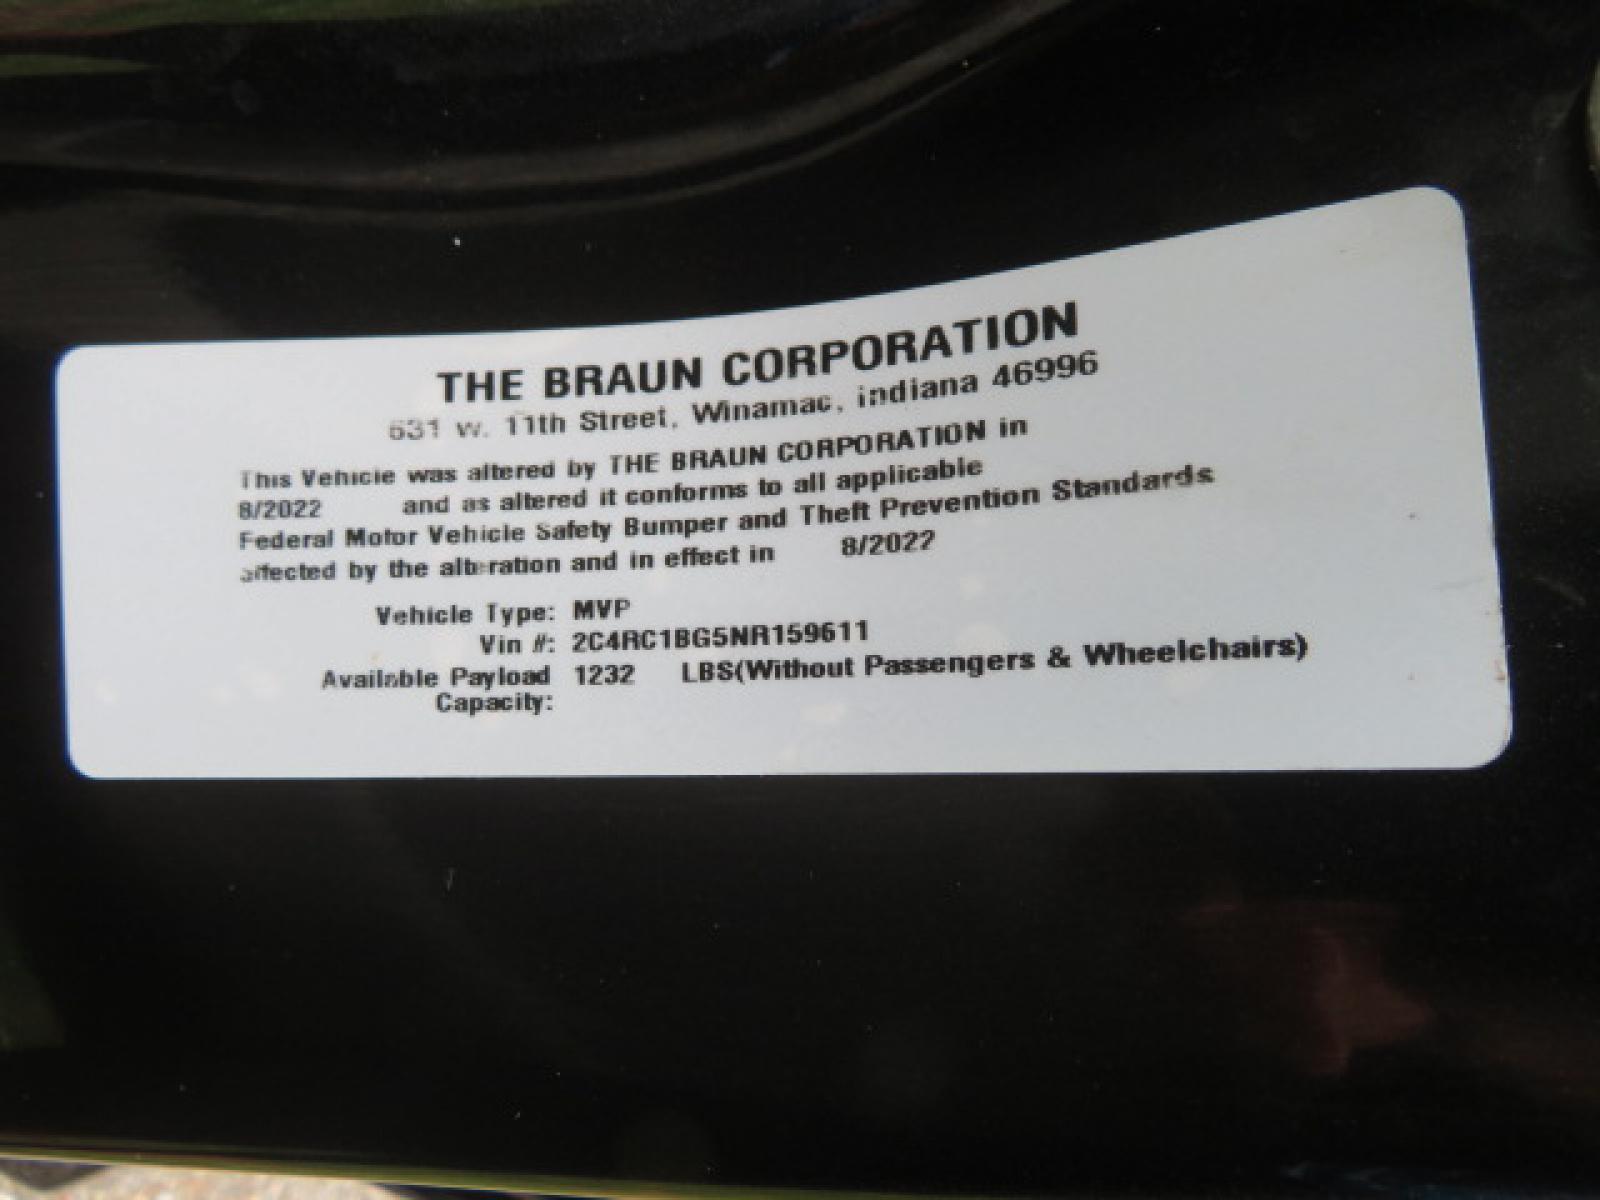 THE BRAUN CORPORATION
631 w. 11th Street, Winamac, indiana 46996
This Vehicle was altered by THE BRAUN CORPORATION in
8/2022 and as altered it conforms to all applicable
Federal Motor Vehicle Safety Bumper and Theft Prevention Standards
affected by the alteration and in effect in 8/2022
Vehicle Type: MVP
Vin #: 2C4RC1BG5NR159611
Available Payload 1232 LBS(Without Passengers & Wheelchairs)
Capacity: